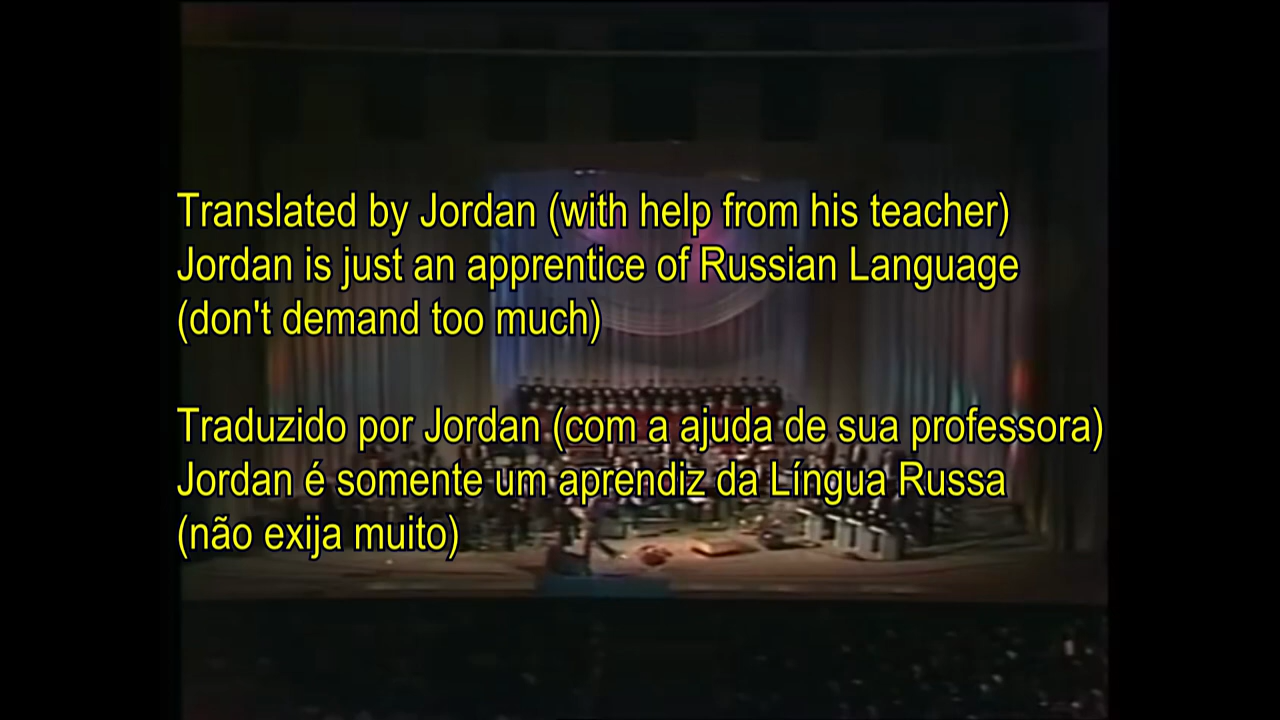 Translated by Jordan (with help from his teacher)
Jordan is just an apprentice of Russian Language
(don't demand too much)
Traduzido por Jordan (com a ajuda de sua professora)
Jordan é somente um aprendiz da Língua Russa
(não exija muito)